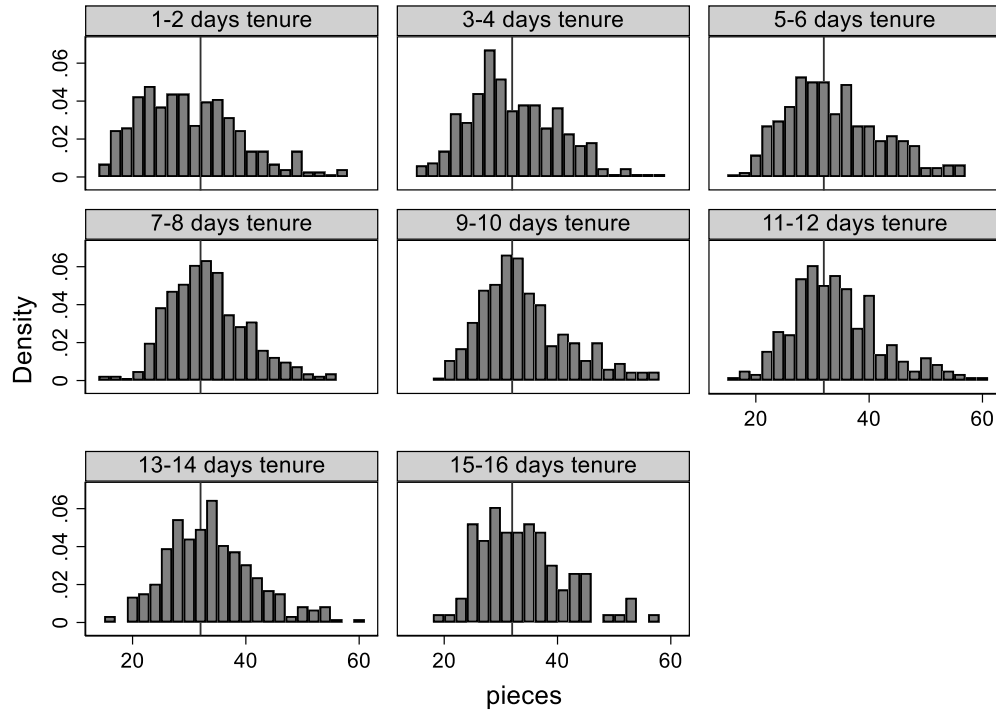 1-2 days tenure
3-4 days tenure
5-6 days tenure
0 .02 .04 .06
7-8 days tenure
9-10 days tenure
11-12 days tenure
0 .02 .04 .06
20 40 60
13-14 days tenure
15-16 days tenure
0 .02 .04 .06
20 40 60
20 40 60
Density
pieces